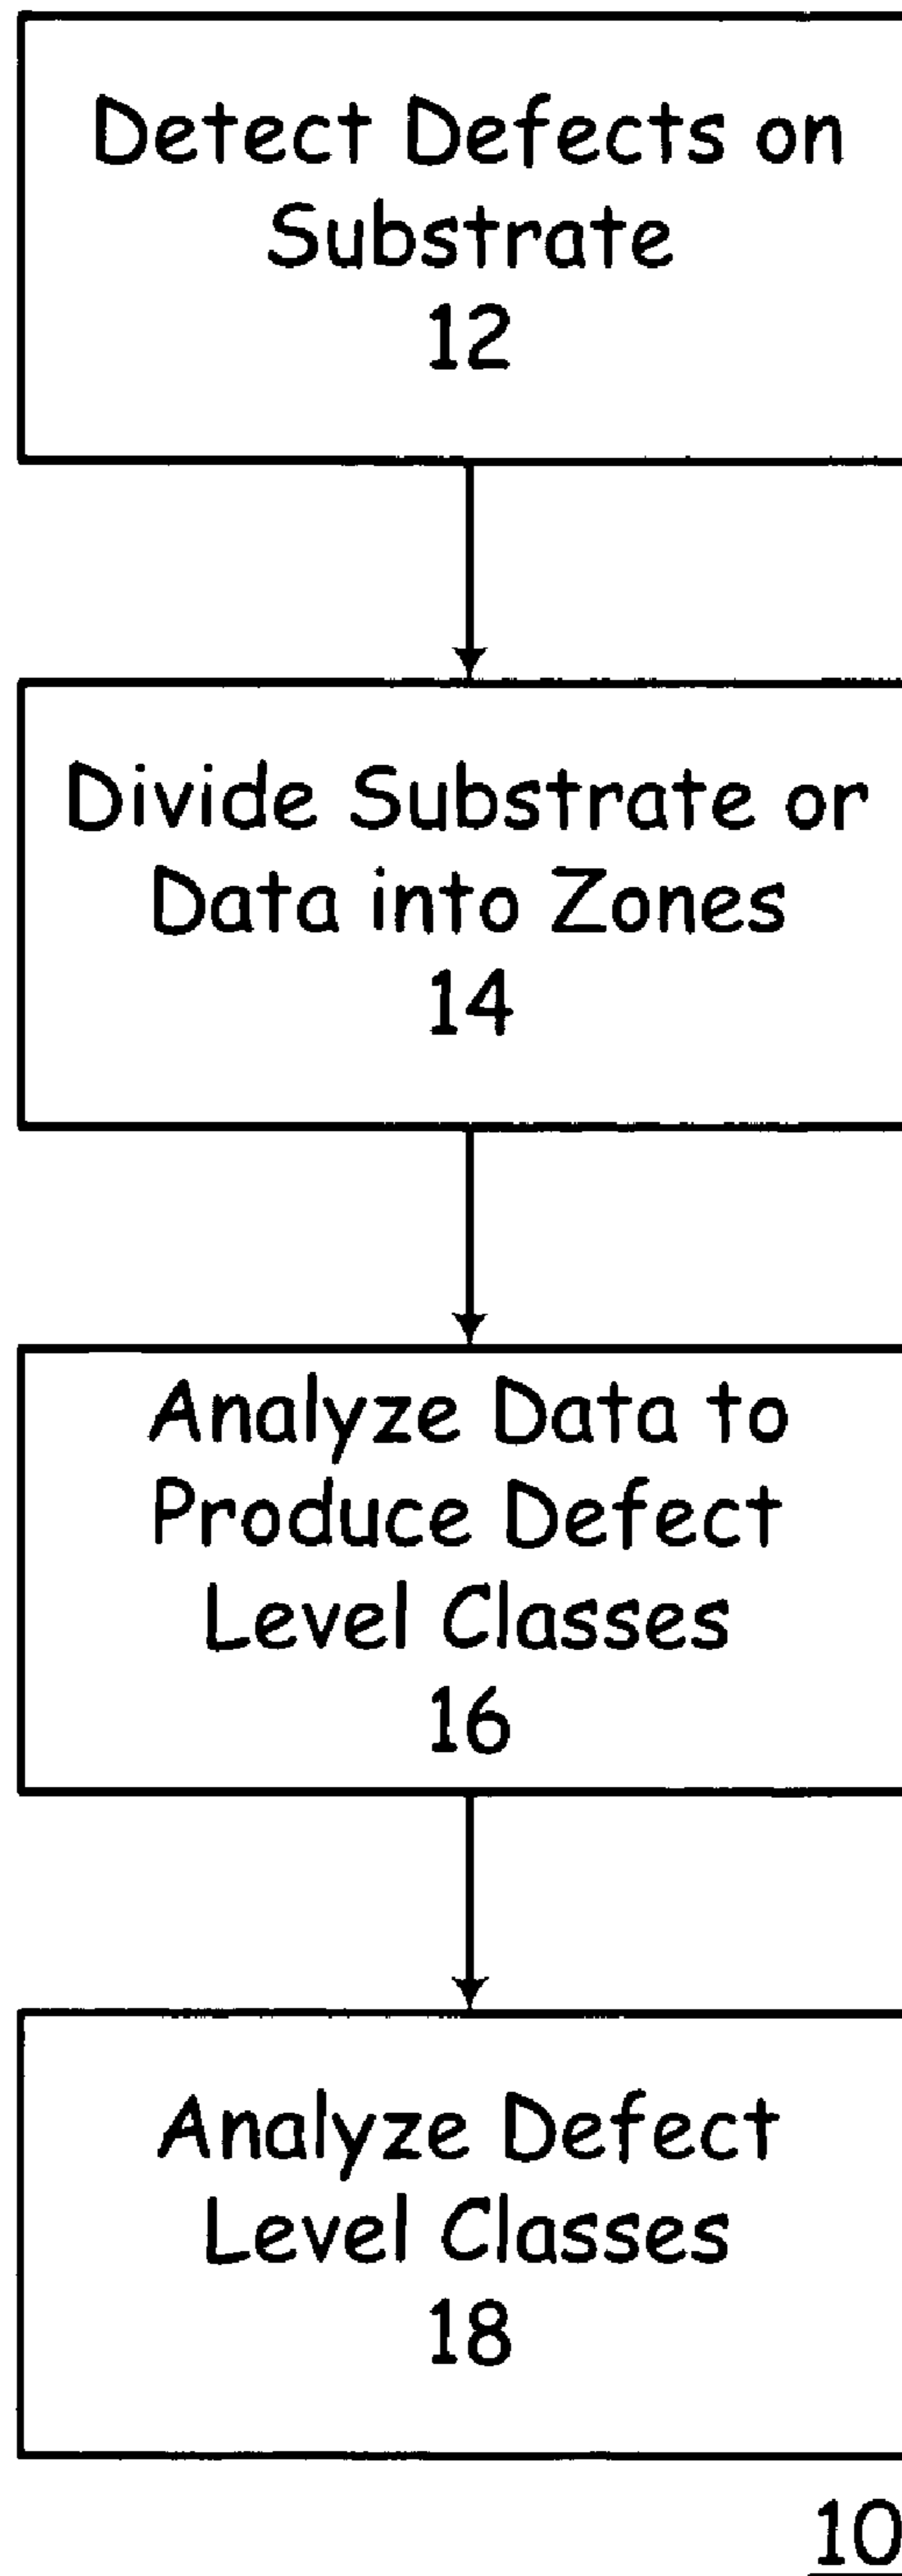 Detect Defects on
Substrate
12
Divide Substrate or
Data into Zones
14
Analyze Data to
Produce Defect
Level Classes
16
Analyze Defect
Level Classes
18
10